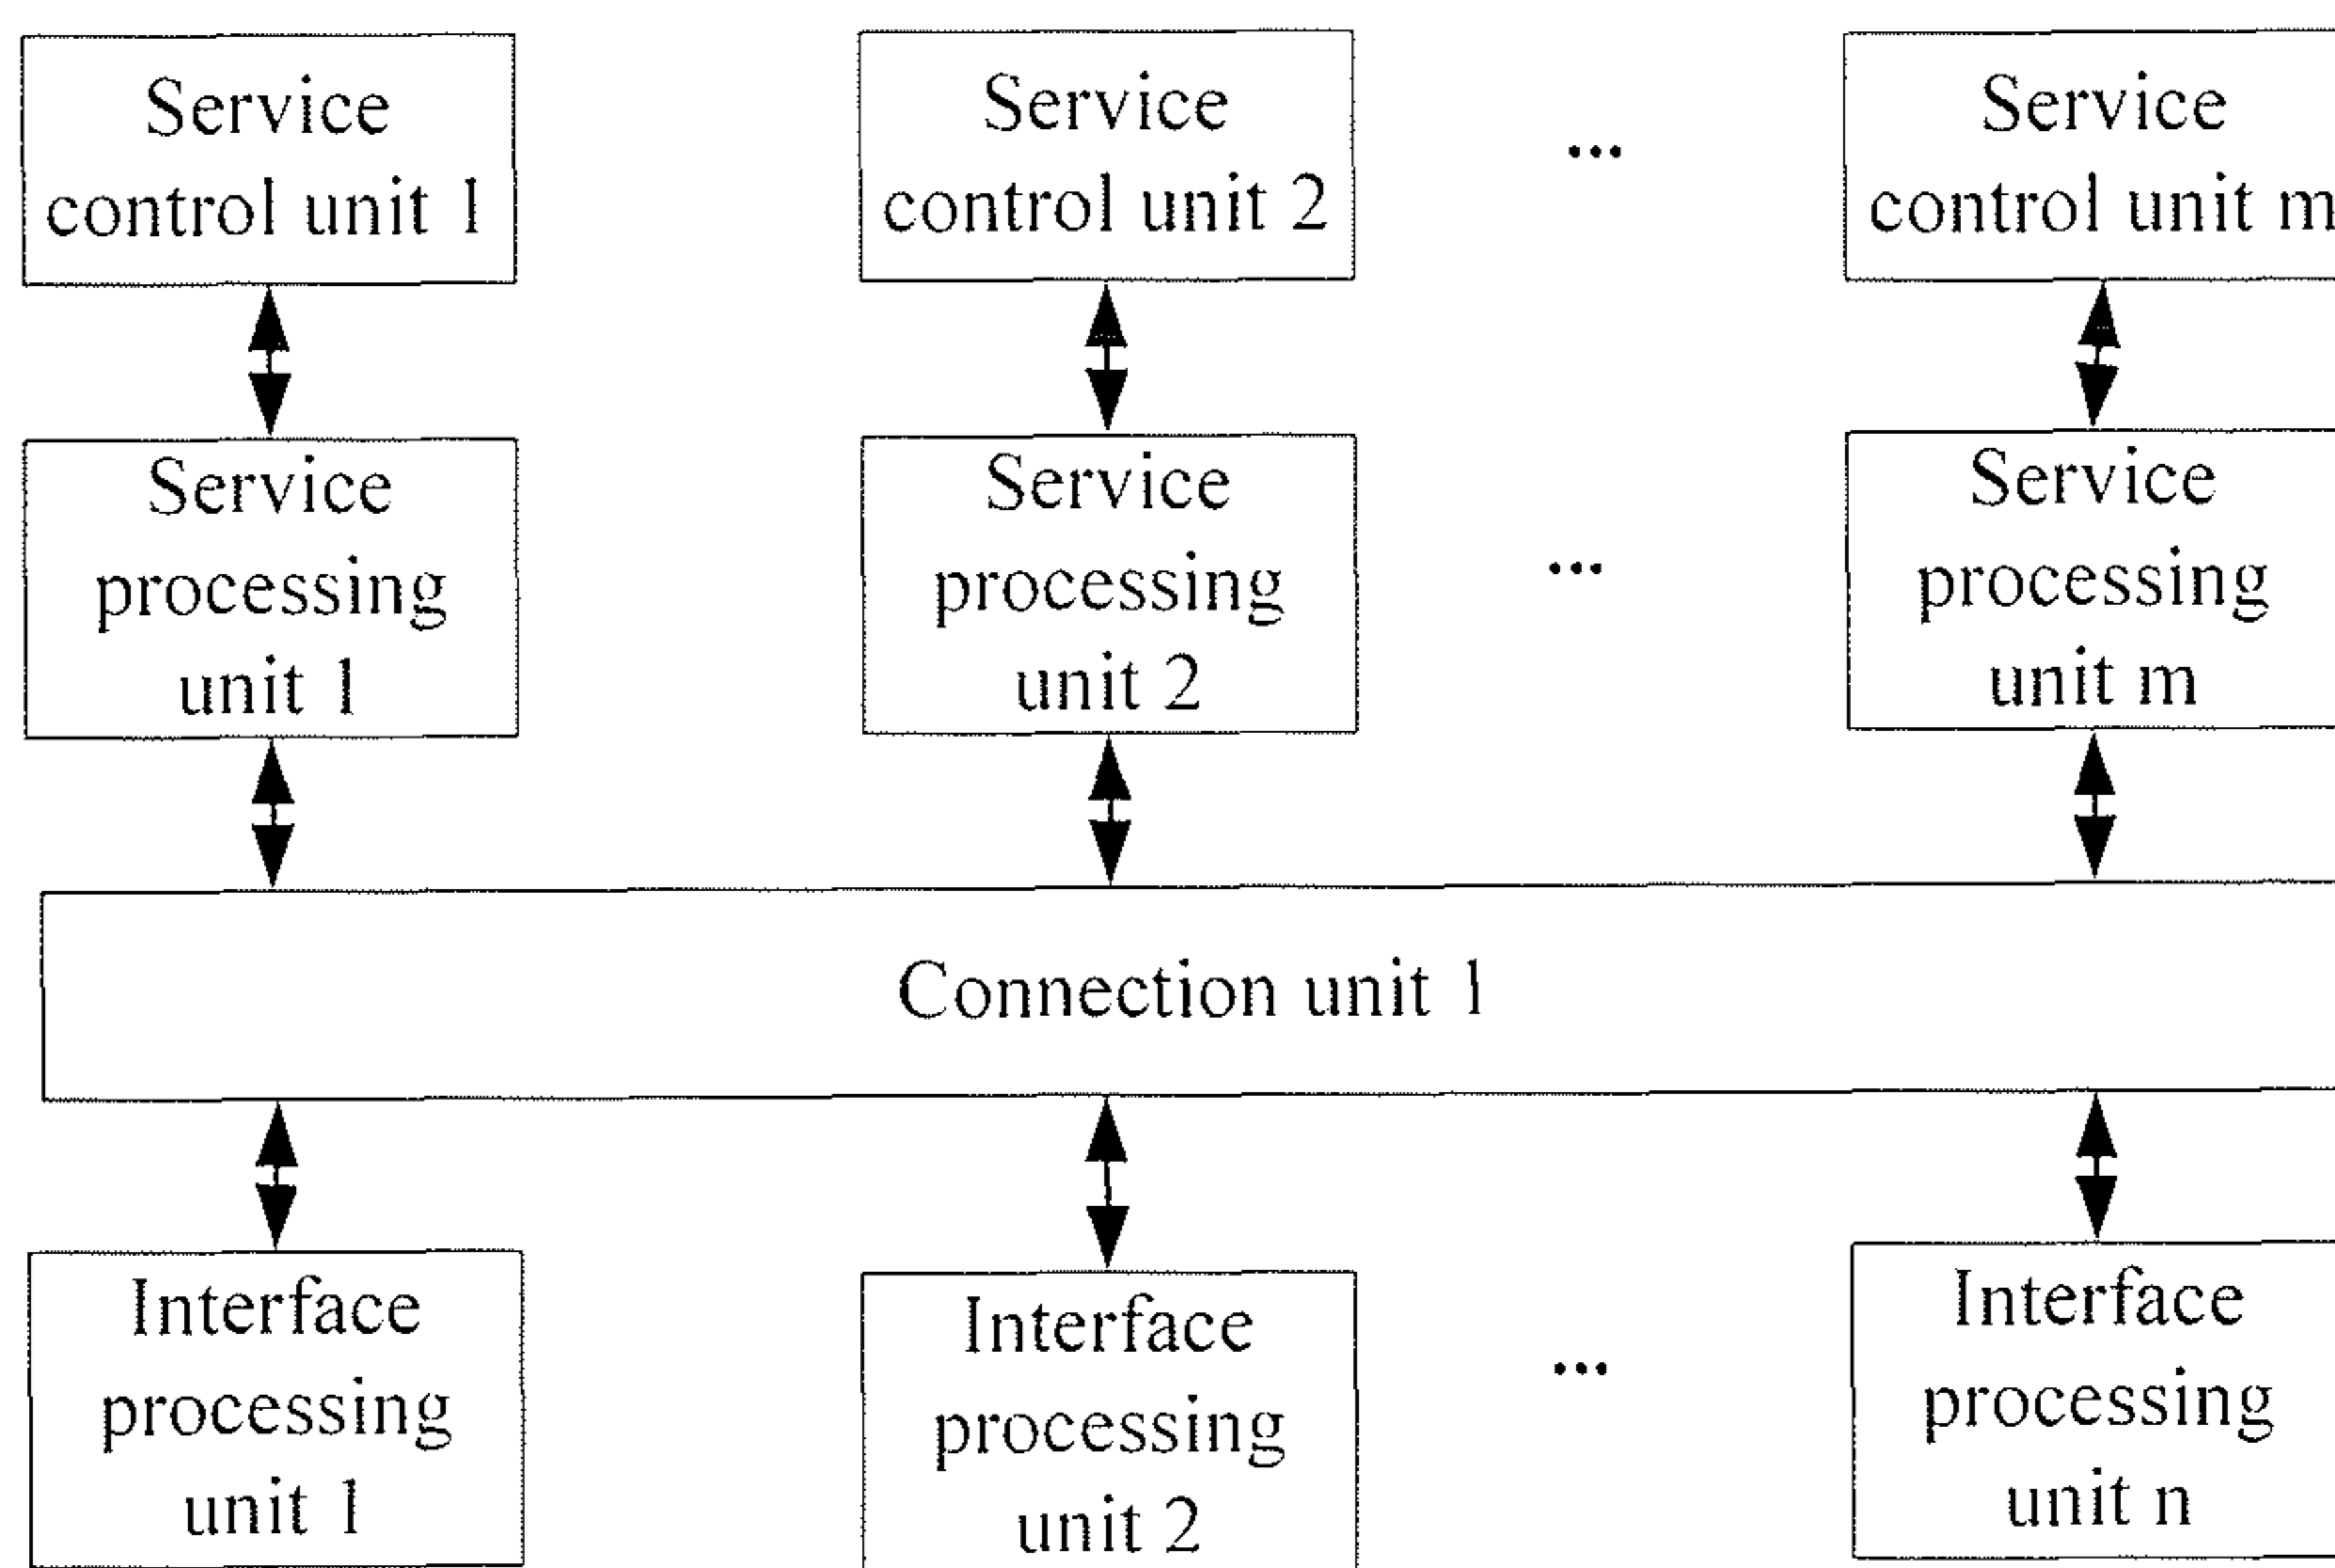 Service
control unit 1
Service
control unit 2
...
Service
control unit m
Service
processing
unit 1
Service
processing
unit 2
...
Service
processing
unit m
Connection unit 1
Interface
processing
unit 1
Interface
processing
unit 2
...
Interface
processing
unit n